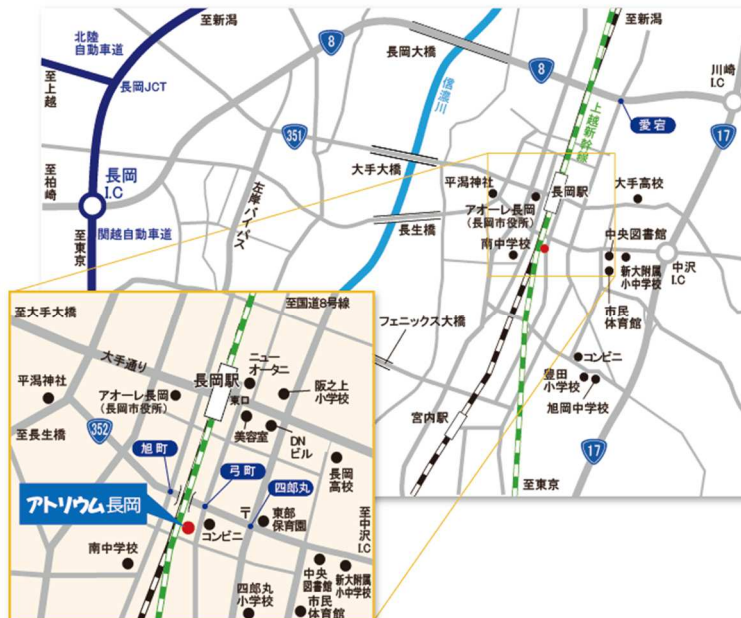 至新潟
北陸
自動車道
8
長岡大橋
至新潟
川崎
I.C
至上越
長岡JCT
信濃川
8
上越新幹線
17
愛宕
351
至柏崎
長岡
I.C
大手大橋
長岡駅
平潟神社
大手高校
左岸バイパス
アオーレ長岡
(長岡市役所)
至東京
関越自動車道
長生橋
南中学校
中央図書館
新大附属
小中学校
中沢
I.C
市民
体育館
フェニックス大橋
コンビニ
豊田
小学校
旭岡中学校
宮内駅
17
至東京
至国道8号線
至大手大橋
大手通り
ニュー
オータニ
長岡駅
東口
阪之上
小学校
平潟神社
アオーレ長岡
(長岡市役所)
美容室
DN
ビル
至長生橋
352
旭町
弓町
四郎丸
長岡
高校
アトリウム長岡
〒
東部
保育園
コンビニ
至中沢I.C
南中学校
中央
図書館
新大附属
小中学校
四郎丸
小学校
市民
体育館